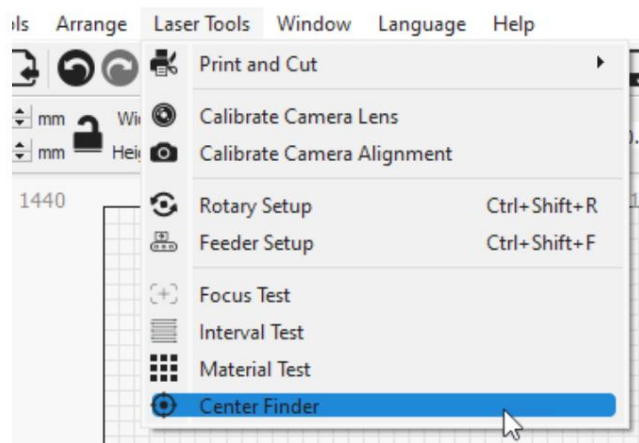 Arrange Laser Tools Window Language Help
Print and Cut
mm
Calibrate Camera Lens
mm
Calibrate Camera Alignment
1440
Rotary Setup Ctrl+Shift+R
Feeder Setup Ctrl+Shift+F
Focus Test
Interval Test
Material Test
Center Finder